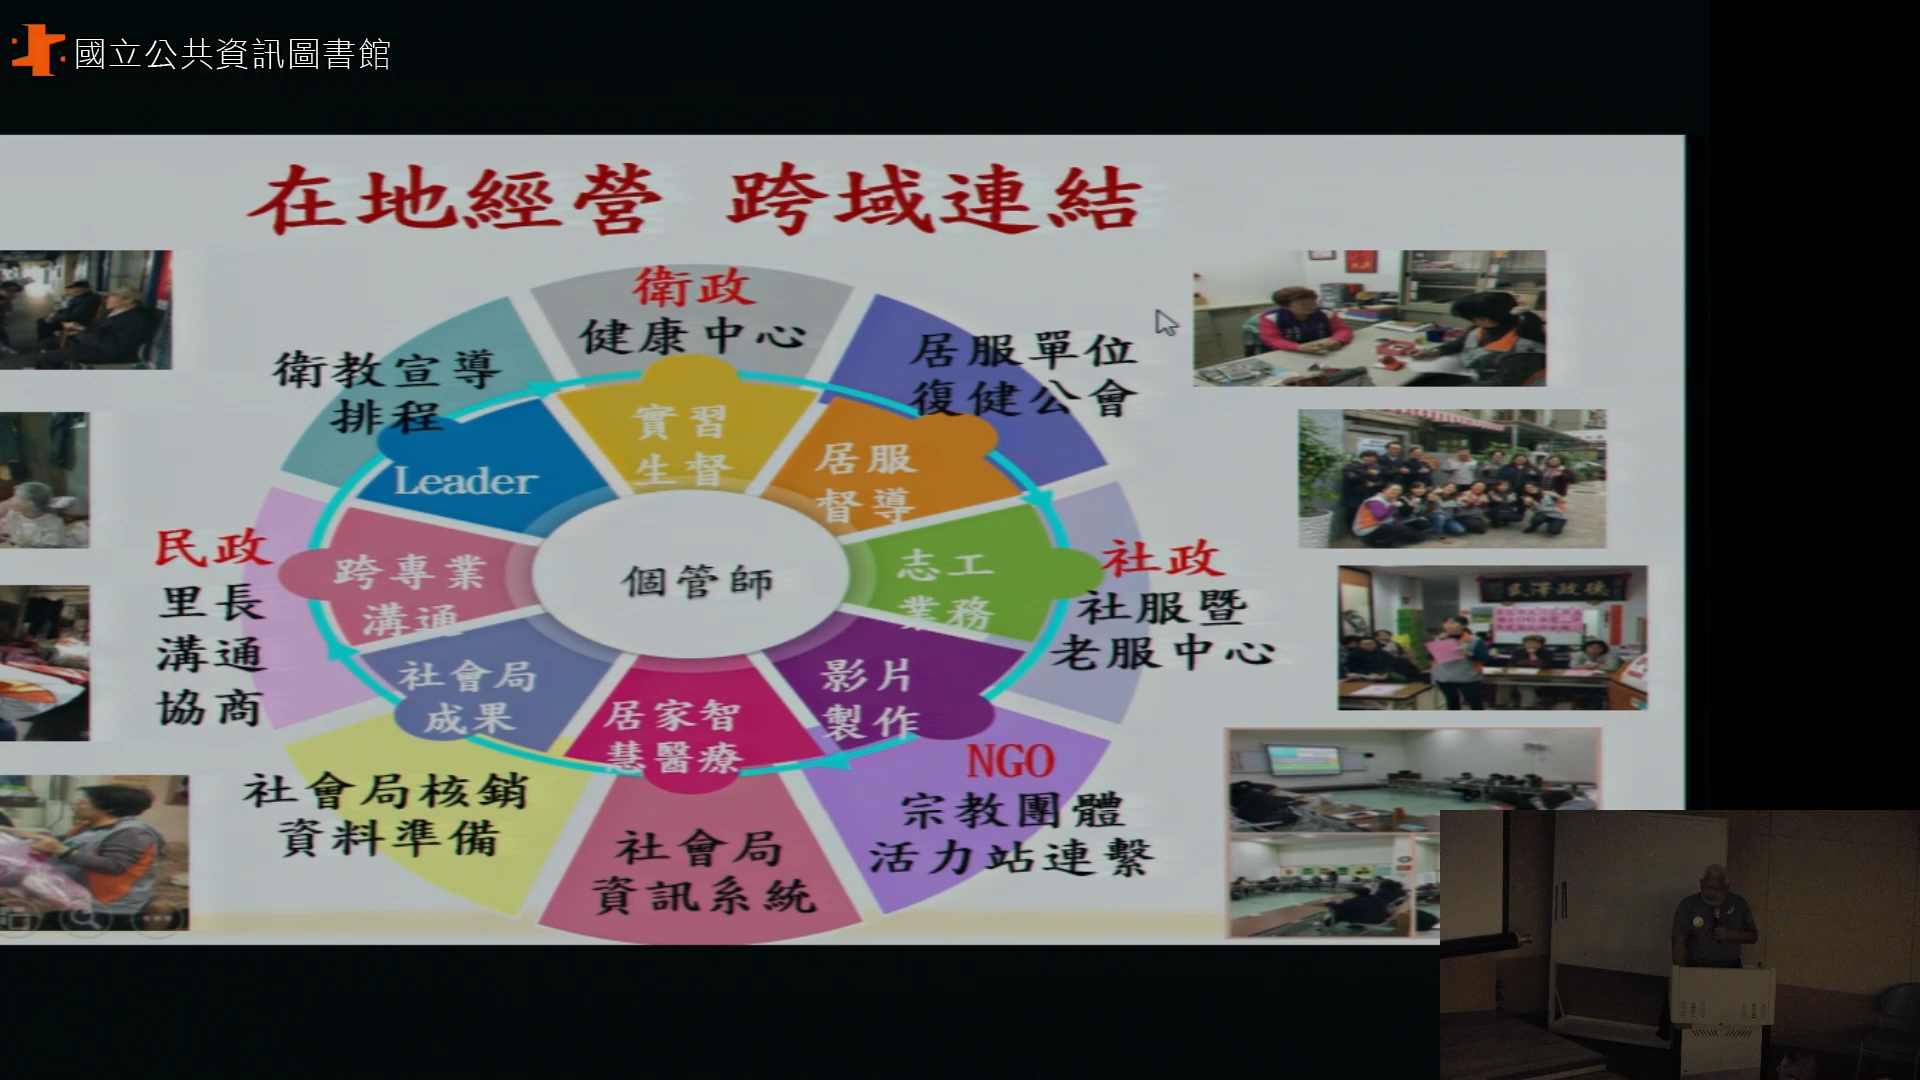 國立公共資訊圖書館
在地經營 跨域連結
衛政
健康中心
居服單位
復健公會
衛教宣導
排程
實習
生督
居服
督導
Leader
民政
里長
溝通
協商
跨專業
溝通
個管師
志工
業務
社政
社服暨
老服中心
社會局
成果
居家智
慧醫療
影片
製作
NGO
宗教團體
活力站連繫
社會局核銷
資料準備
社會局
資訊系統